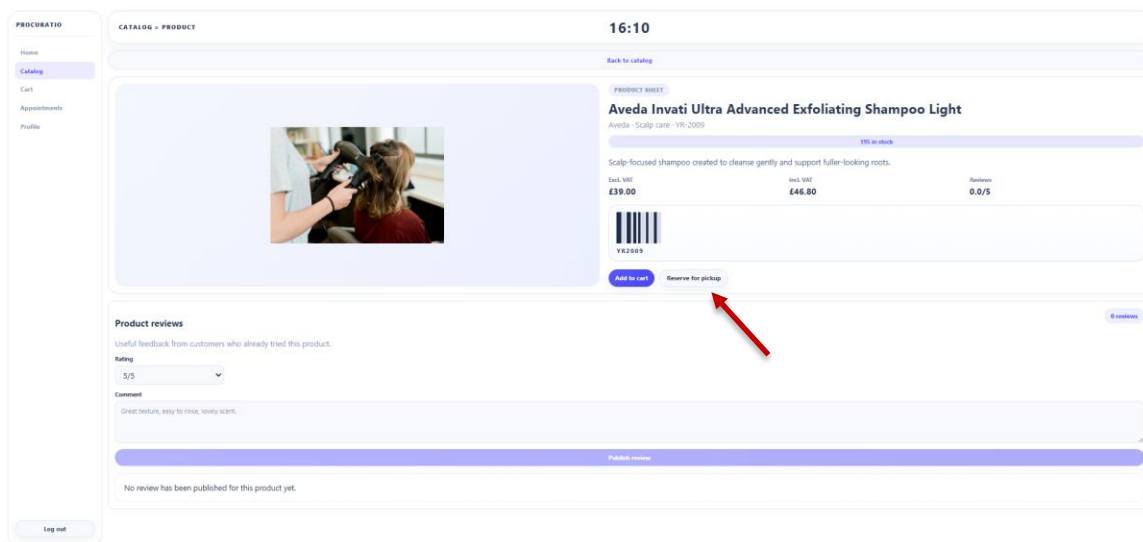 PROCURATIO
Home
Catalog
Cart
Appointments
Profile
Log out
CATALOG > PRODUCT
16:10
Back to catalog
PRODUCT SHEET
Aveda Invati Ultra Advanced Exfoliating Shampoo Light
Aveda · Scalp care · YR-2009
195 in stock
Scalp-focused shampoo created to cleanse gently and support fuller-looking roots.
Excl. VAT
£39.00
Incl. VAT
£46.80
Reviews
0.0/5
YR2009
Add to cart
Reserve for pickup
Product reviews
0 reviews
Useful feedback from customers who already tried this product.
Rating
5/5
Comment
Great texture, easy to rinse, lovely scent.
Publish review
No review has been published for this product yet.